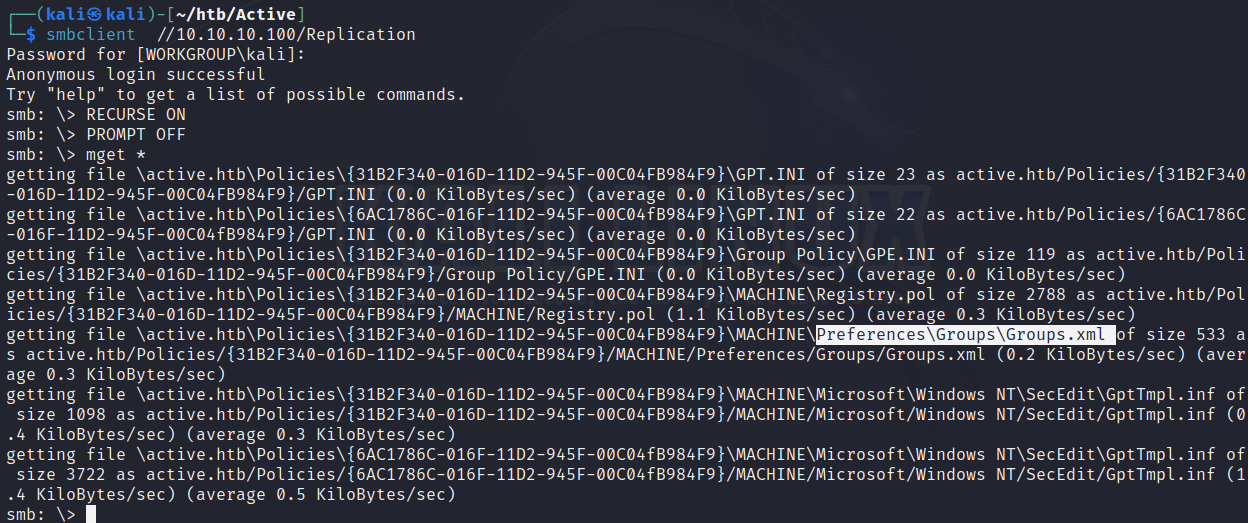 ┌──(kali㉿kali)-[~/htb/Active]
└─$ smbclient  //10.10.10.100/Replication
Password for [WORKGROUP\kali]:
Anonymous login successful
Try "help" to get a list of possible commands.
smb: \> RECURSE ON
smb: \> PROMPT OFF
smb: \> mget *
getting file \active.htb\Policies\{31B2F340-016D-11D2-945F-00C04FB984F9}\GPT.INI of size 23 as active.htb/Policies/{31B2F340
-016D-11D2-945F-00C04FB984F9}/GPT.INI (0.0 KiloBytes/sec) (average 0.0 KiloBytes/sec)
getting file \active.htb\Policies\{6AC1786C-016F-11D2-945F-00C04fB984F9}\GPT.INI of size 22 as active.htb/Policies/{6AC1786C
-016F-11D2-945F-00C04fB984F9}/GPT.INI (0.0 KiloBytes/sec) (average 0.0 KiloBytes/sec)
getting file \active.htb\Policies\{31B2F340-016D-11D2-945F-00C04FB984F9}\Group Policy\GPE.INI of size 119 as active.htb/Poli
cies/{31B2F340-016D-11D2-945F-00C04FB984F9}/Group Policy/GPE.INI (0.0 KiloBytes/sec) (average 0.0 KiloBytes/sec)
getting file \active.htb\Policies\{31B2F340-016D-11D2-945F-00C04FB984F9}\MACHINE\Registry.pol of size 2788 as active.htb/Pol
icies/{31B2F340-016D-11D2-945F-00C04FB984F9}/MACHINE/Registry.pol (1.1 KiloBytes/sec) (average 0.3 KiloBytes/sec)
getting file \active.htb\Policies\{31B2F340-016D-11D2-945F-00C04FB984F9}\MACHINE\Preferences\Groups\Groups.xml of size 533 a
s active.htb/Policies/{31B2F340-016D-11D2-945F-00C04FB984F9}/MACHINE/Preferences/Groups/Groups.xml (0.2 KiloBytes/sec) (aver
age 0.3 KiloBytes/sec)
getting file \active.htb\Policies\{31B2F340-016D-11D2-945F-00C04FB984F9}\MACHINE\Microsoft\Windows NT\SecEdit\GptTmpl.inf of
 size 1098 as active.htb/Policies/{31B2F340-016D-11D2-945F-00C04FB984F9}/MACHINE/Microsoft/Windows NT/SecEdit/GptTmpl.inf (0
.4 KiloBytes/sec) (average 0.3 KiloBytes/sec)
getting file \active.htb\Policies\{6AC1786C-016F-11D2-945F-00C04fB984F9}\MACHINE\Microsoft\Windows NT\SecEdit\GptTmpl.inf of
 size 3722 as active.htb/Policies/{6AC1786C-016F-11D2-945F-00C04fB984F9}/MACHINE/Microsoft/Windows NT/SecEdit/GptTmpl.inf (1
.4 KiloBytes/sec) (average 0.5 KiloBytes/sec)
smb: \>